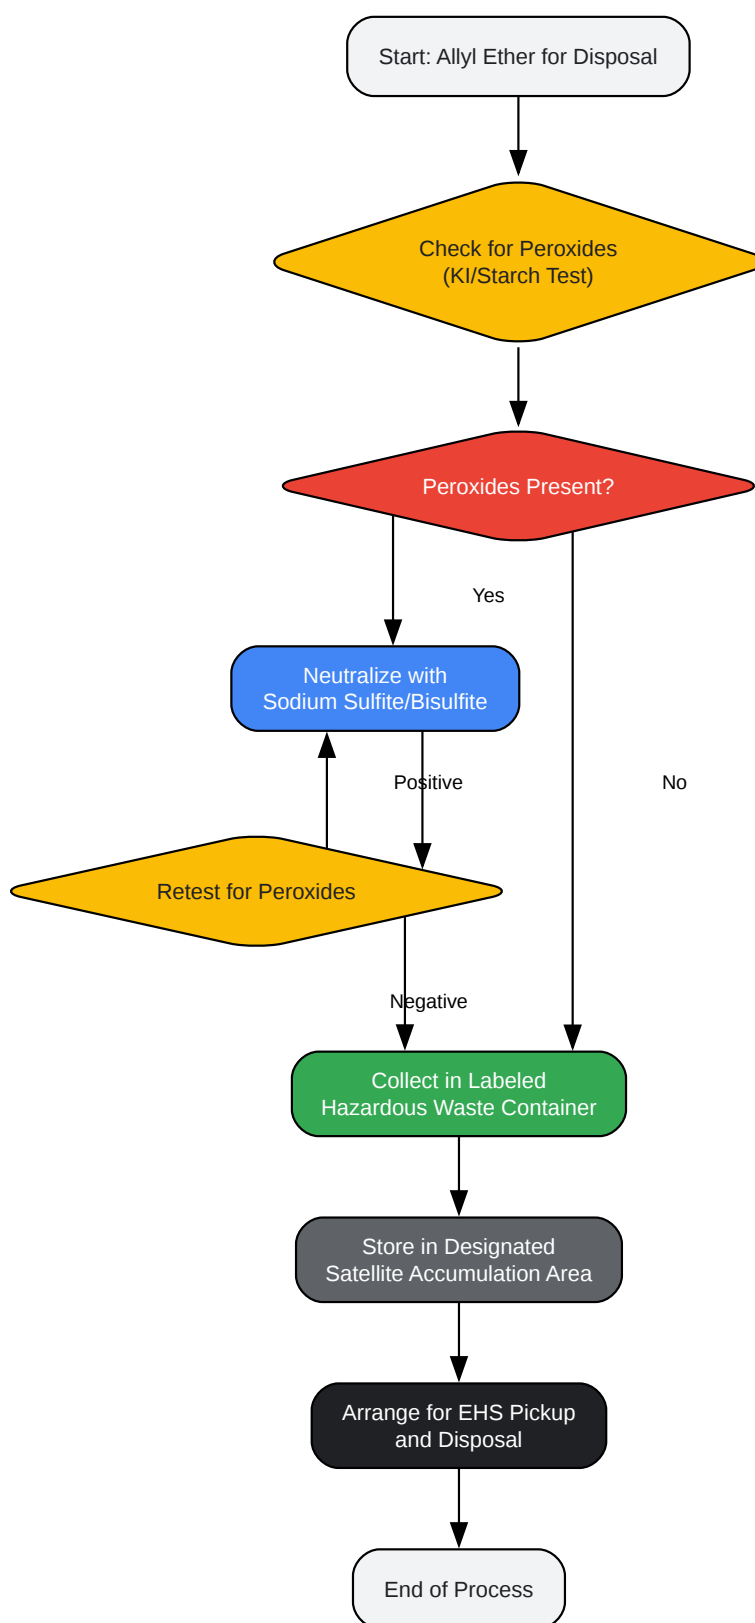 Start: Allyl Ether for Disposal
Check for Peroxides
(KI/Starch Test)
Peroxides Present?
Yes
Neutralize with
Sodium Sulfite/Bisulfite
Positive
No
Retest for Peroxides
Negative
Collect in Labeled
Hazardous Waste Container
Store in Designated
Satellite Accumulation Area
Arrange for EHS Pickup
and Disposal
End of Process